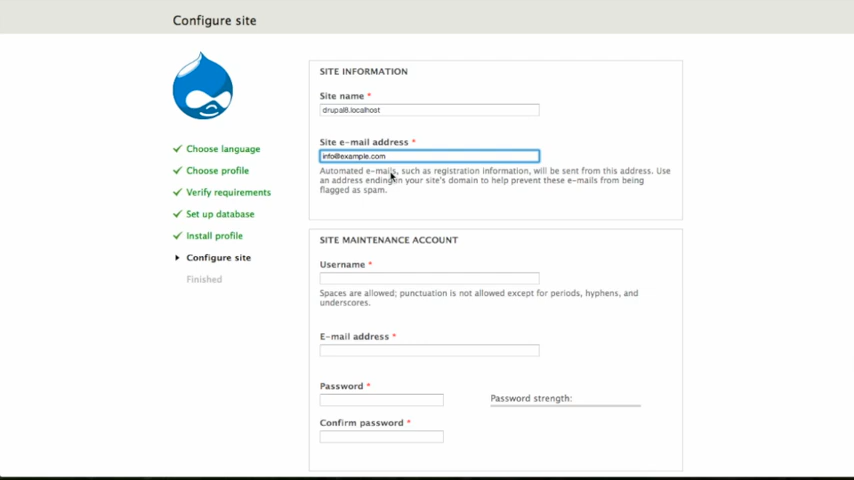 Configure site
Choose language
Choose profile
Verify requirements
Set up database
Install profile
Configure site
Finished
SITE INFORMATION
Site name *
drupal8.localhost
Site e-mail address *
info@example.com
Automated e-mails, such as registration information, will be sent from this address. Use
an address ending in your site's domain to help prevent these e-mails from being
flagged as spam.
SITE MAINTENANCE ACCOUNT
Username *
Spaces are allowed; punctuation is not allowed except for periods, hyphens, and
underscores.
E-mail address *
Password *
Password strength:
Confirm password *